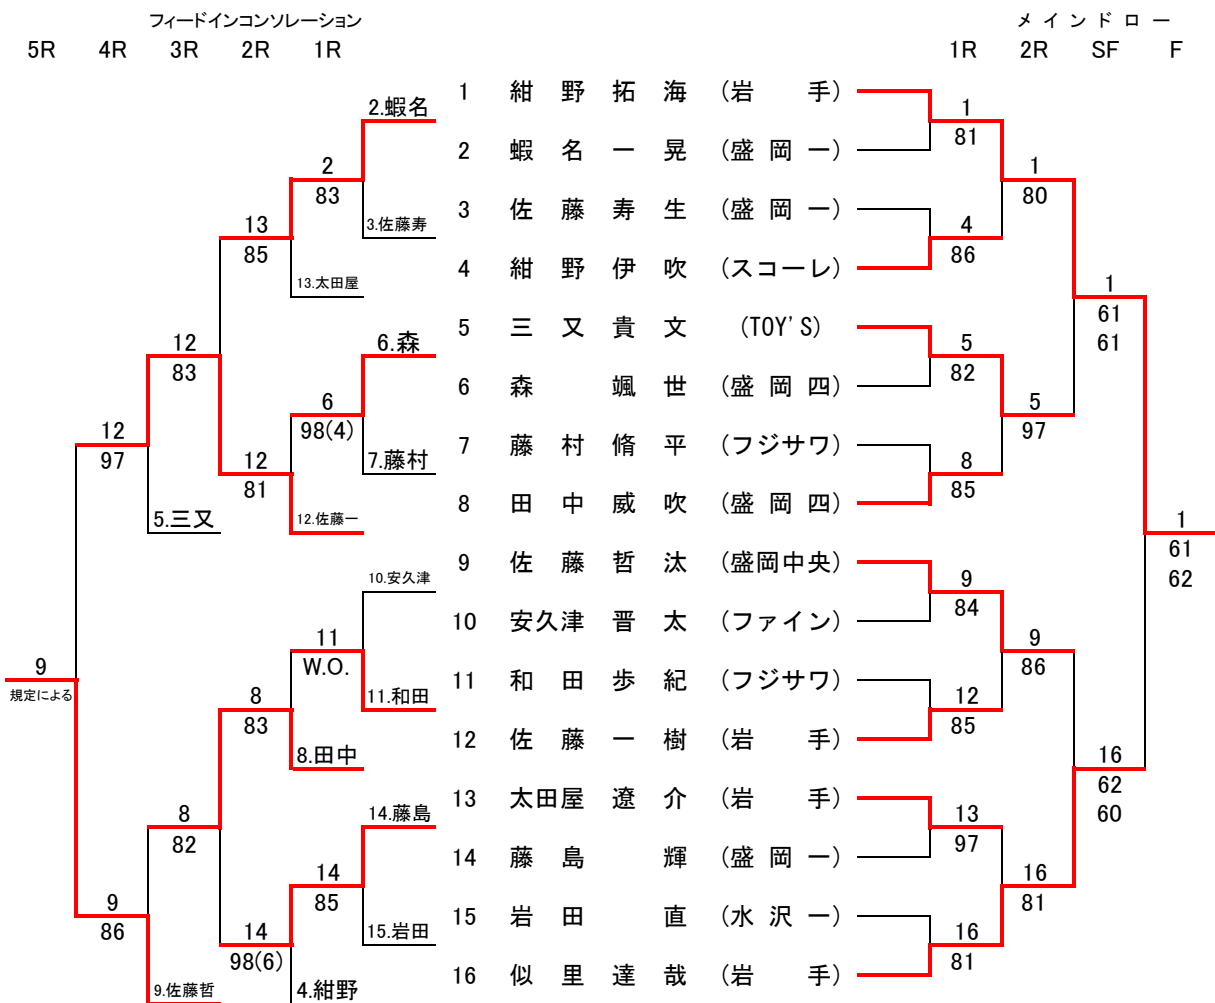 フィードインコンソレーション
メインドロー
5R 4R 3R 2R 1R
1R 2R SF F
1 紺野拓海 (岩手)
2 蝦名一晃 (盛岡一)
3 佐藤寿生 (盛岡一)
4 紺野伊吹 (スコーレ)
5 三又貴文 (TOY'S)
6 森颯世 (盛岡四)
7 藤村脩平 (フジサワ)
8 田中威吹 (盛岡四)
9 佐藤哲汰 (盛岡中央)
10 安久津晋太 (ファイン)
11 和田歩紀 (フジサワ)
12 佐藤一樹 (岩手)
13 太田屋遼介 (岩手)
14 藤島輝 (盛岡一)
15 岩田直 (水沢一)
16 似里達哉 (岩手)
2.蝦名
2
83
3.佐藤寿
13
85
13.太田屋
12
83
6.森
6
98(4)
7.藤村
12
81
12.佐藤一
12
97
5.三又
10.安久津
11
W.O.
11.和田
9
規定による
8
83
8.田中
8
82
14.藤島
14
85
15.岩田
9
86
14
98(6)
9.佐藤哲
4.紺野
1
81
4
86
5
82
8
85
9
84
12
85
13
97
16
81
1
80
5
97
9
86
16
81
1
61
61
16
62
60
1
61
62